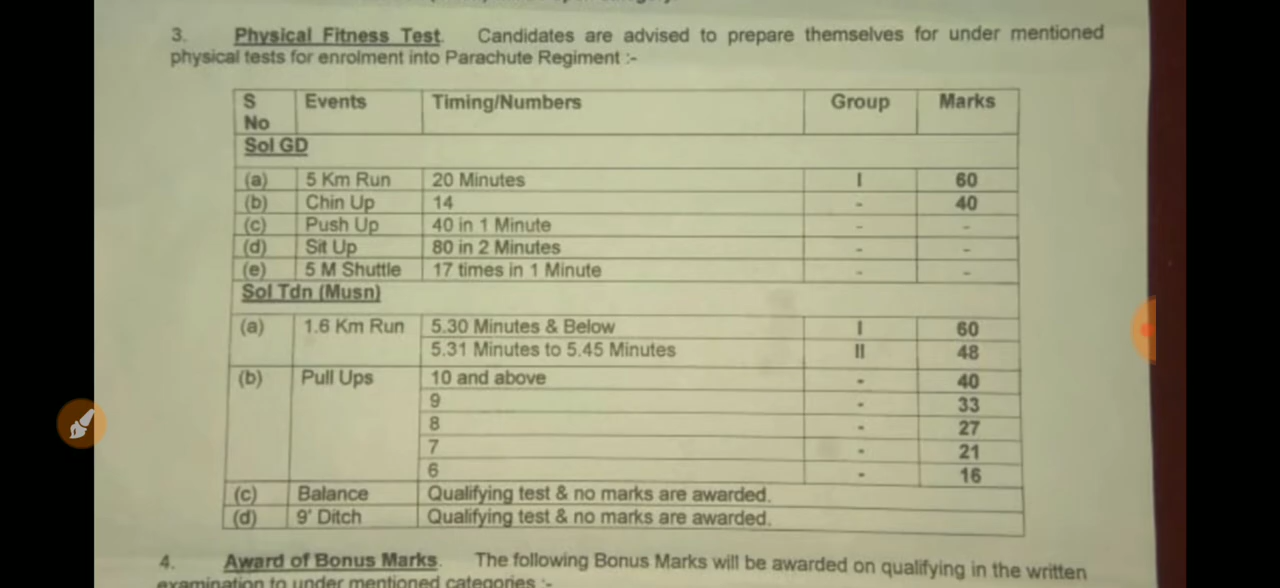 3. Physical Fitness Test. Candidates are advised to prepare themselves for under mentioned
physical tests for enrolment into Parachute Regiment :-
S No Events Timing/Numbers Group Marks
Sol GD
(a) 5 Km Run 20 Minutes I 60
(b) Chin Up 14 - 40
(c) Push Up 40 in 1 Minute - -
(d) Sit Up 80 in 2 Minutes - -
(e) 5 M Shuttle 17 times in 1 Minute - -
Sol Tdn (Musn)
(a) 1.6 Km Run 5.30 Minutes & Below I 60
5.31 Minutes to 5.45 Minutes II 48
(b) Pull Ups 10 and above - 40
9 - 33
8 - 27
7 - 21
6 - 16
(c) Balance Qualifying test & no marks are awarded.
(d) 9' Ditch Qualifying test & no marks are awarded.
4. Award of Bonus Marks. The following Bonus Marks will be awarded on qualifying in the written
examination to under mentioned categories :-